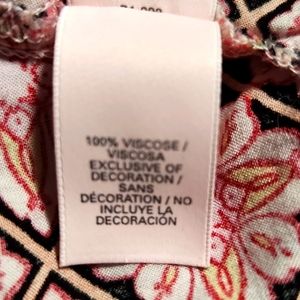 100% VISCOSE /
VISCOSA
EXCLUSIVE OF
DECORATION /
SANS
DÉCORATION / NO
INCLUYE LA
DECORACIÓN